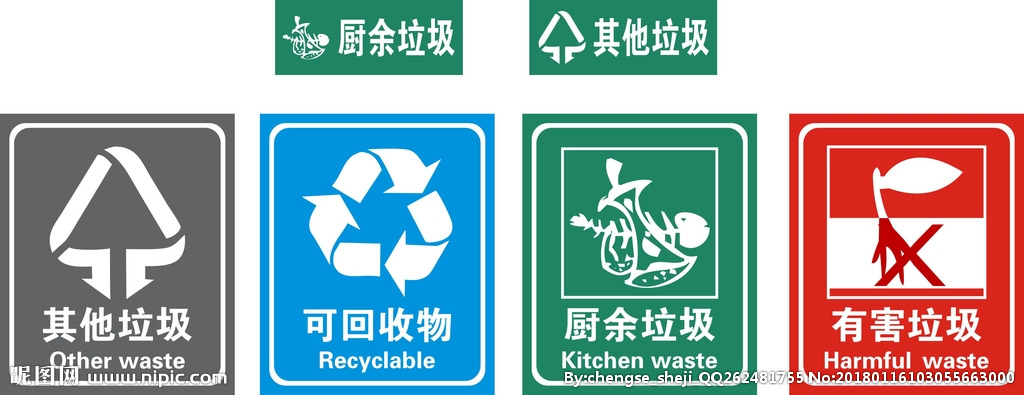 厨余垃圾
其他垃圾
其他垃圾
Other waste
可回收物
Recyclable
厨余垃圾
Kitchen waste
有害垃圾
Harmful waste
昵图网 www.nipic.com
By:chengse_sheji QQ262481755 No:20180116103055663000